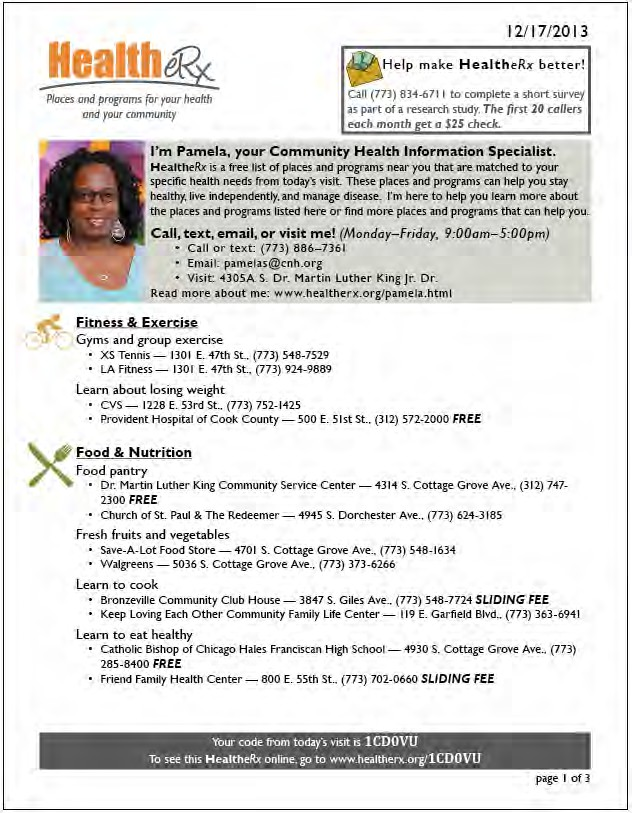 12/17/2013
HealtheRx
Places and programs for your health
and your community
Help make HealtheRx better!
Call (773) 834-6711 to complete a short survey
as part of a research study. The first 20 callers
each month get a $25 check.
I'm Pamela, your Community Health Information Specialist.
HealtheRx is a free list of places and programs near you that are matched to your
specific health needs from today's visit. These places and programs can help you stay
healthy, live independently, and manage disease. I'm here to help you learn more about
the places and programs listed here or find more places and programs that can help you.
Call, text, email, or visit me! (Monday–Friday, 9:00am–5:00pm)
• Call or text: (773) 886–7361
• Email: pamelas@cnh.org
• Visit: 4305A S. Dr. Martin Luther King Jr. Dr.
Read more about me: www.healtherx.org/pamela.html
Fitness & Exercise
Gyms and group exercise
• XS Tennis — 1301 E. 47th St., (773) 548-7529
• LA Fitness — 1301 E. 47th St., (773) 924-9889
Learn about losing weight
• CVS — 1228 E. 53rd St., (773) 752-1425
• Provident Hospital of Cook County — 500 E. 51st St., (312) 572-2000 FREE
Food & Nutrition
Food pantry
• Dr. Martin Luther King Community Service Center — 4314 S. Cottage Grove Ave., (312) 747-
2300 FREE
• Church of St. Paul & The Redeemer — 4945 S. Dorchester Ave., (773) 624-3185
Fresh fruits and vegetables
• Save-A-Lot Food Store — 4701 S. Cottage Grove Ave., (773) 548-1634
• Walgreens — 5036 S. Cottage Grove Ave., (773) 373-6266
Learn to cook
• Bronzeville Community Club House — 3847 S. Giles Ave., (773) 548-7724 SLIDING FEE
• Keep Loving Each Other Community Family Life Center — 119 E. Garfield Blvd., (773) 363-6941
Learn to eat healthy
• Catholic Bishop of Chicago Hales Franciscan High School — 4930 S. Cottage Grove Ave., (773)
285-8400 FREE
• Friend Family Health Center — 800 E. 55th St., (773) 702-0660 SLIDING FEE
Your code from today's visit is 1CD0VU
To see this HealtheRx online, go to www.healtherx.org/1CD0VU
page 1 of 3